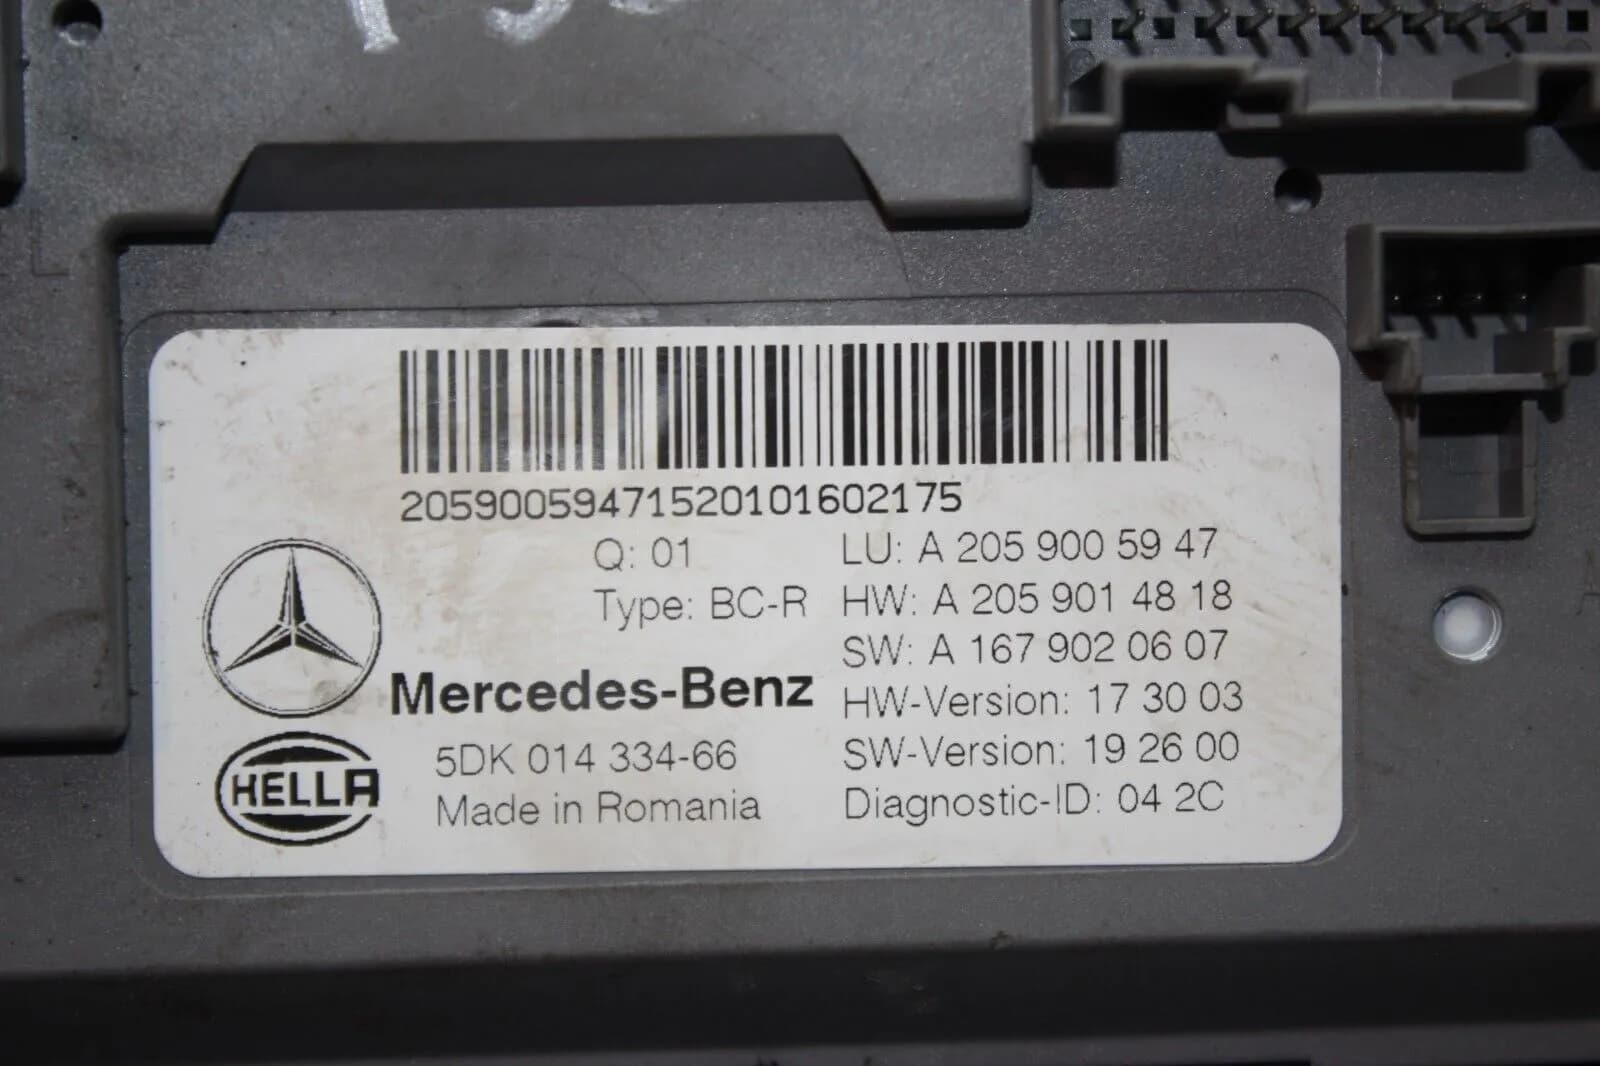 205900594715201016021​75
Q: 01
Type: BC-R
LU: A 205 900 59 47
HW: A 205 901 48 18
SW: A 167 902 06 07
HW-Version: 17 30 03
SW-Version: 19 26 00
Diagnostic-ID: 04 2C
Mercedes-Benz
5DK 014 334-66
Made in Romania
HELLA